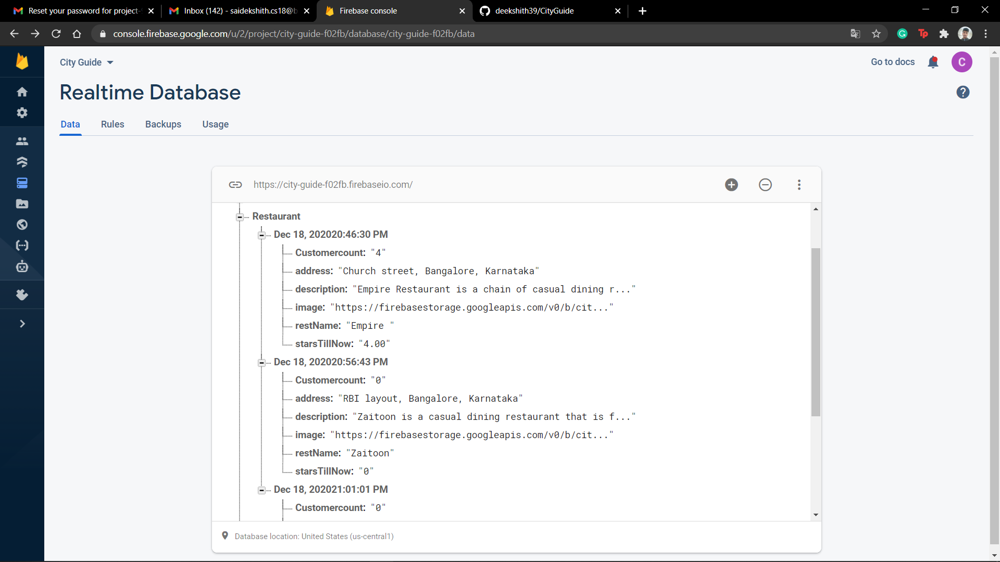 Reset your password for project-
Inbox (142) - saidekshith.cs18@b
Firebase console
deekshith39/CityGuide
console.firebase.google.com/u/2/project/city-guide-f02fb/database/city-guide-f02fb/data
City Guide
Go to docs
C
Realtime Database
?
Data
Rules
Backups
Usage
https://city-guide-f02fb.firebaseio.com/
Restaurant
Dec 18, 202020:46:30 PM
Customercount: "4"
address: "Church street, Bangalore, Karnataka"
description: "Empire Restaurant is a chain of casual dining r..."
image: "https://firebasestorage.googleapis.com/v0/b/cit..."
restName: "Empire "
starsTillNow: "4.00"
Dec 18, 202020:56:43 PM
Customercount: "0"
address: "RBI layout, Bangalore, Karnataka"
description: "Zaitoon is a casual dining restaurant that is f..."
image: "https://firebasestorage.googleapis.com/v0/b/cit..."
restName: "Zaitoon"
starsTillNow: "0"
Dec 18, 202021:01:01 PM
Customercount: "0"
Database location: United States (us-central1)